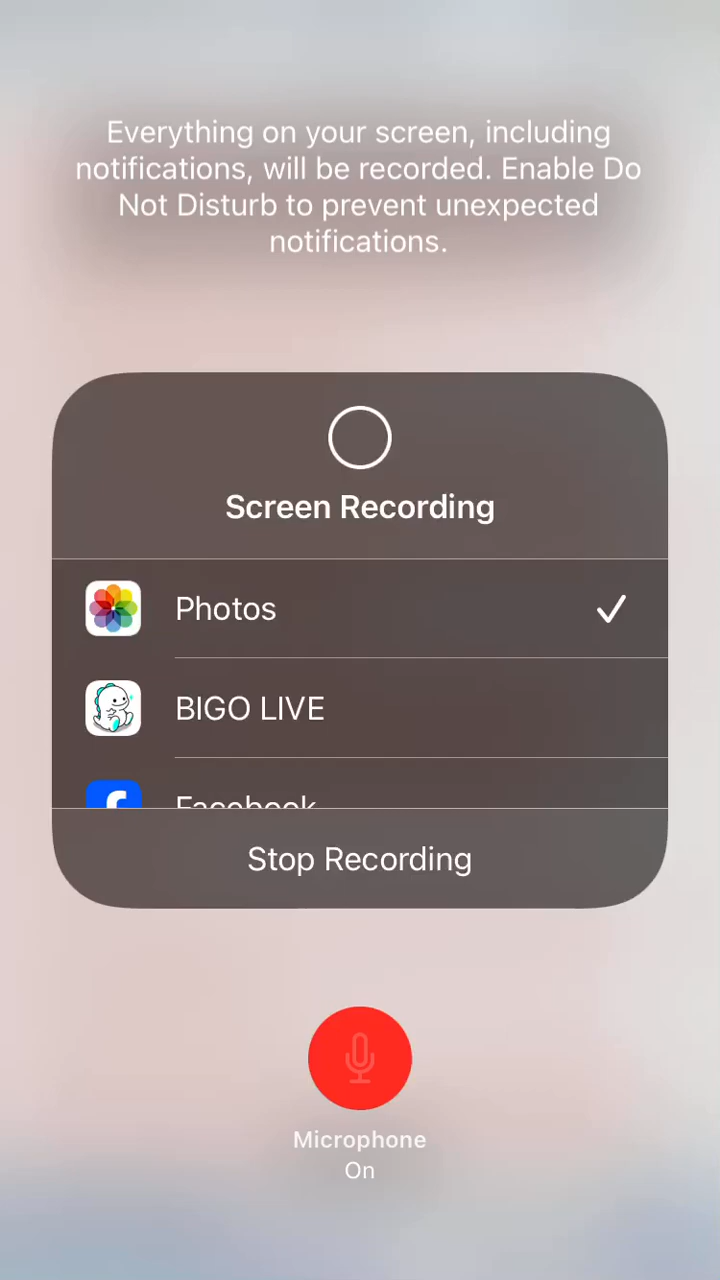 Everything on your screen, including
notifications, will be recorded. Enable Do
Not Disturb to prevent unexpected
notifications.
Screen Recording
Photos
BIGO LIVE
Facebook
Stop Recording
Microphone
On